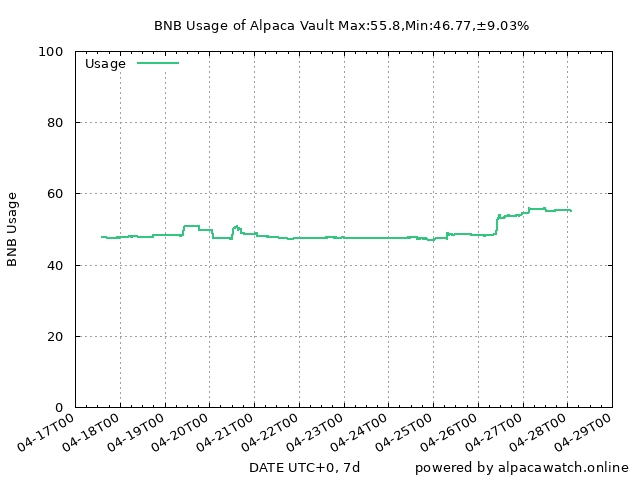 BNB Usage of Alpaca Vault Max:55.8,Min:46.77,±9.03%
100
Usage
80
60
BNB Usage
40
20
0
04-17T00
04-18T00
04-19T00
04-20T00
04-21T00
04-22T00
04-23T00
04-24T00
04-25T00
04-26T00
04-27T00
04-28T00
04-29T00
DATE UTC+0, 7d
powered by alpacawatch.online